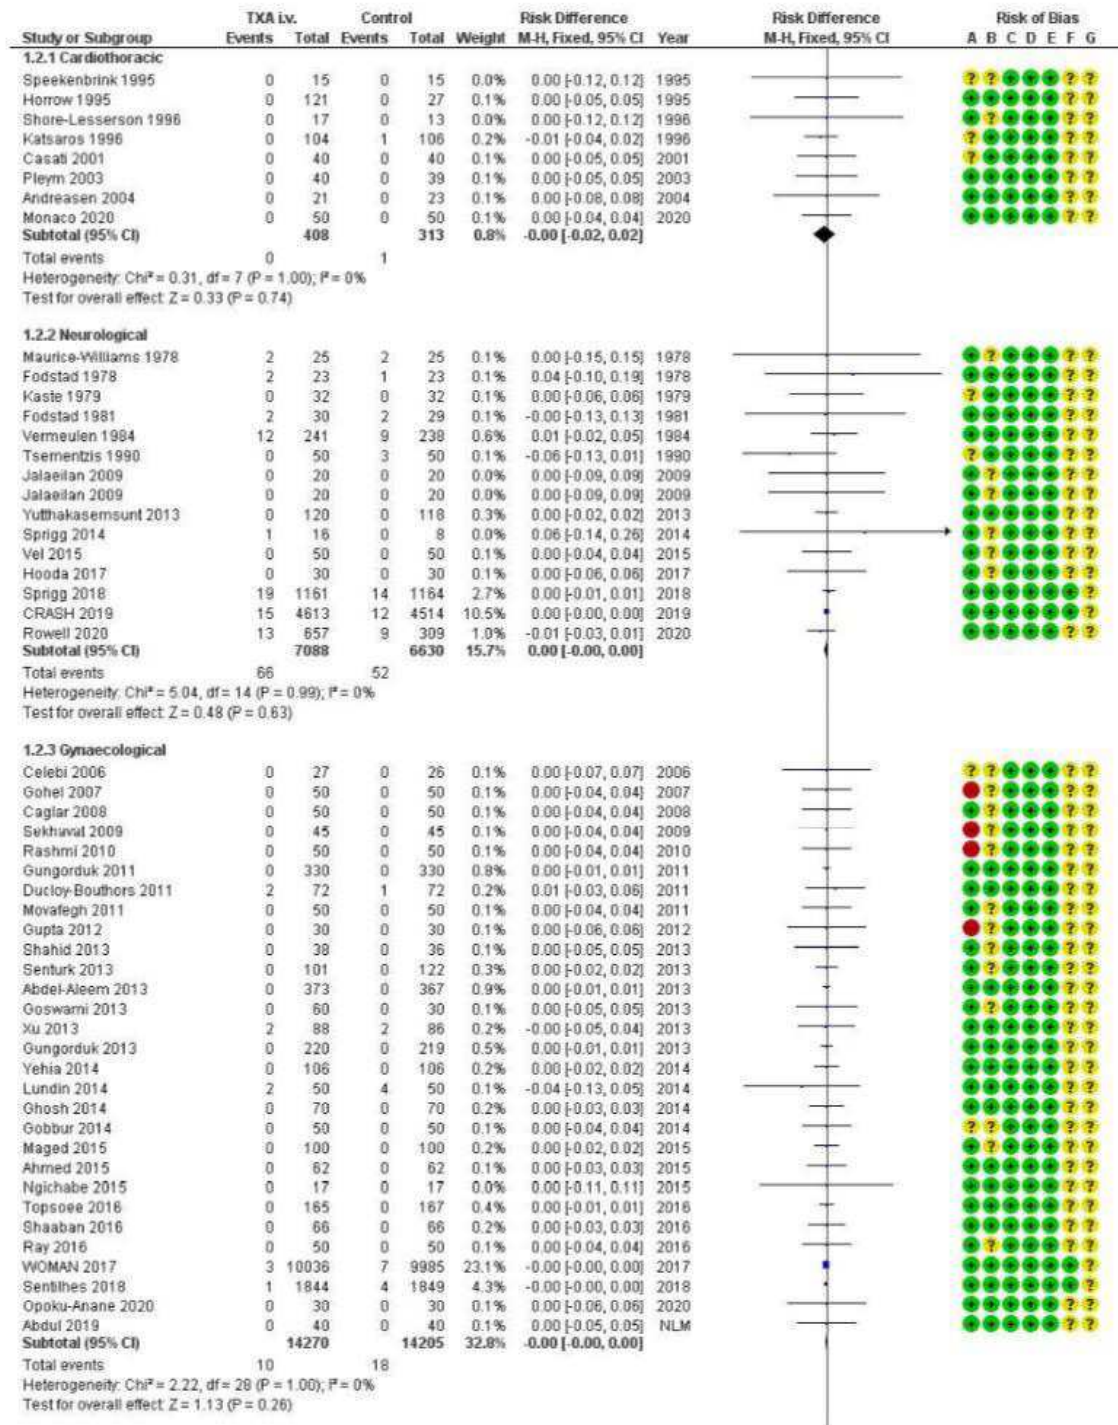 TXA i.v. Control Risk Difference Risk Difference Risk of Bias
Study or Subgroup Events Total Events Total Weight M-H, Fixed, 95% CI Year M-H, Fixed, 95% CI A B C D E F G
1.2.1 Cardiothoracic
Speekenbrink 1995 0 15 0 15 0.0% 0.00 [-0.12, 0.12] 1995 ? ? + + + ? ?
Horrow 1995 0 121 0 27 0.1% 0.00 [-0.05, 0.05] 1995 + + + + + ? ?
Shore-Lesserson 1996 0 17 0 13 0.0% 0.00 [-0.12, 0.12] 1996 + ? + + + ? ?
Katsaros 1996 0 104 1 106 0.2% -0.01 [-0.04, 0.02] 1996 ? + + + + ? ?
Casati 2001 0 40 0 40 0.1% 0.00 [-0.05, 0.05] 2001 ? + + + + ? ?
Pleym 2003 0 40 0 39 0.1% 0.00 [-0.05, 0.05] 2003 + + + + + ? ?
Andreasen 2004 0 21 0 23 0.1% 0.00 [-0.08, 0.08] 2004 + + + + + ? ?
Monaco 2020 0 50 0 50 0.1% 0.00 [-0.04, 0.04] 2020 + + + + + ? ?
Subtotal (95% CI) 408 313 0.8% -0.00 [-0.02, 0.02]
Total events 0 1
Heterogeneity: Chi² = 0.31, df = 7 (P = 1.00); I² = 0%
Test for overall effect: Z = 0.33 (P = 0.74)
1.2.2 Neurological
Maurice-Williams 1978 2 25 2 25 0.1% 0.00 [-0.15, 0.15] 1978 + ? + + + ? ?
Fodstad 1978 2 23 1 23 0.1% 0.04 [-0.10, 0.19] 1978 + + + + + ? ?
Kaste 1979 0 32 0 32 0.1% 0.00 [-0.06, 0.06] 1979 ? + + + + ? ?
Fodstad 1981 2 30 2 29 0.1% -0.00 [-0.13, 0.13] 1981 + + + + + ? ?
Vermeulen 1984 12 241 9 238 0.6% 0.01 [-0.02, 0.05] 1984 + + + + + ? ?
Tsementzis 1990 0 50 3 50 0.1% -0.06 [-0.13, 0.01] 1990 ? + + + + ? ?
Jalaeilan 2009 0 20 0 20 0.0% 0.00 [-0.09, 0.09] 2009 + ? + + + ? ?
Jalaeilan 2009 0 20 0 20 0.0% 0.00 [-0.09, 0.09] 2009 + ? + + + ? ?
Yutthakasemsunt 2013 0 120 0 118 0.3% 0.00 [-0.02, 0.02] 2013 + + + + + ? ?
Sprigg 2014 1 16 0 8 0.0% 0.06 [-0.14, 0.26] 2014 + ? + + + ? ?
Vel 2015 0 50 0 50 0.1% 0.00 [-0.04, 0.04] 2015 + ? + + + ? ?
Hooda 2017 0 30 0 30 0.1% 0.00 [-0.06, 0.06] 2017 + ? + + + ? ?
Sprigg 2018 19 1161 14 1164 2.7% 0.00 [-0.01, 0.01] 2018 + + + + + + ?
CRASH 2019 15 4613 12 4514 10.5% 0.00 [-0.00, 0.00] 2019 + + + + + ? ?
Rowell 2020 13 657 9 309 1.0% -0.01 [-0.03, 0.01] 2020 + + + + + ? ?
Subtotal (95% CI) 7088 6630 15.7% 0.00 [-0.00, 0.00]
Total events 66 52
Heterogeneity: Chi² = 5.04, df = 14 (P = 0.99); I² = 0%
Test for overall effect: Z = 0.48 (P = 0.63)
1.2.3 Gynaecological
Celebi 2006 0 27 0 26 0.1% 0.00 [-0.07, 0.07] 2006 ? ? + + + ? ?
Gohel 2007 0 50 0 50 0.1% 0.00 [-0.04, 0.04] 2007 ? + + + ? ?
Caglar 2008 0 50 0 50 0.1% 0.00 [-0.04, 0.04] 2008 + + + + + ? ?
Sekhavat 2009 0 45 0 45 0.1% 0.00 [-0.04, 0.04] 2009 ? + + + ? ?
Rashmi 2010 0 50 0 50 0.1% 0.00 [-0.04, 0.04] 2010 ? + + + ? ?
Gungorduk 2011 0 330 0 330 0.8% 0.00 [-0.01, 0.01] 2011 + + + + + ? ?
Ducloy-Bouthors 2011 2 72 1 72 0.2% 0.01 [-0.03, 0.06] 2011 + + + + + ? ?
Movafegh 2011 0 50 0 50 0.1% 0.00 [-0.04, 0.04] 2011 + ? + + + ? ?
Gupta 2012 0 30 0 30 0.1% 0.00 [-0.06, 0.06] 2012 ? + + + ? ?
Shahid 2013 0 38 0 36 0.1% 0.00 [-0.05, 0.05] 2013 + ? + + + ? ?
Senturk 2013 0 101 0 122 0.3% 0.00 [-0.02, 0.02] 2013 + ? + + + ? ?
Abdel-Aleem 2013 0 373 0 367 0.9% 0.00 [-0.01, 0.01] 2013 + + + + + ? ?
Goswami 2013 0 60 0 30 0.1% 0.00 [-0.05, 0.05] 2013 + ? + + + ? ?
Xu 2013 2 88 2 86 0.2% -0.00 [-0.05, 0.04] 2013 + + + + + ? ?
Gungorduk 2013 0 220 0 219 0.5% 0.00 [-0.01, 0.01] 2013 + + + + + ? ?
Yehia 2014 0 106 0 106 0.2% 0.00 [-0.02, 0.02] 2014 + + + + + ? ?
Lundin 2014 2 50 4 50 0.1% -0.04 [-0.13, 0.05] 2014 + + + + + ? ?
Ghosh 2014 0 70 0 70 0.2% 0.00 [-0.03, 0.03] 2014 + + + + + ? ?
Gobbur 2014 0 50 0 50 0.1% 0.00 [-0.04, 0.04] 2014 ? ? + + + ? ?
Maged 2015 0 100 0 100 0.2% 0.00 [-0.02, 0.02] 2015 + ? + + + ? ?
Ahmed 2015 0 62 0 62 0.1% 0.00 [-0.03, 0.03] 2015 + + + + + ? ?
Ngichabe 2015 0 17 0 17 0.0% 0.00 [-0.11, 0.11] 2015 + + + + + ? ?
Topsoee 2016 0 165 0 167 0.4% 0.00 [-0.01, 0.01] 2016 + + + + + ? ?
Shaaban 2016 0 66 0 66 0.2% 0.00 [-0.03, 0.03] 2016 + + + + + ? ?
Ray 2016 0 50 0 50 0.1% 0.00 [-0.04, 0.04] 2016 + ? + + + ? ?
WOMAN 2017 3 10036 7 9985 23.1% -0.00 [-0.00, 0.00] 2017 + + + + + + ?
Sentilhes 2018 1 1844 4 1849 4.3% -0.00 [-0.00, 0.00] 2018 + + + + + + ?
Opoku-Anane 2020 0 30 0 30 0.1% 0.00 [-0.06, 0.06] 2020 + + + + + ? ?
Abdul 2019 0 40 0 40 0.1% 0.00 [-0.05, 0.05] NLM + + + + + ? ?
Subtotal (95% CI) 14270 14205 32.8% -0.00 [-0.00, 0.00]
Total events 10 18
Heterogeneity: Chi² = 2.22, df = 28 (P = 1.00); I² = 0%
Test for overall effect: Z = 1.13 (P = 0.26)